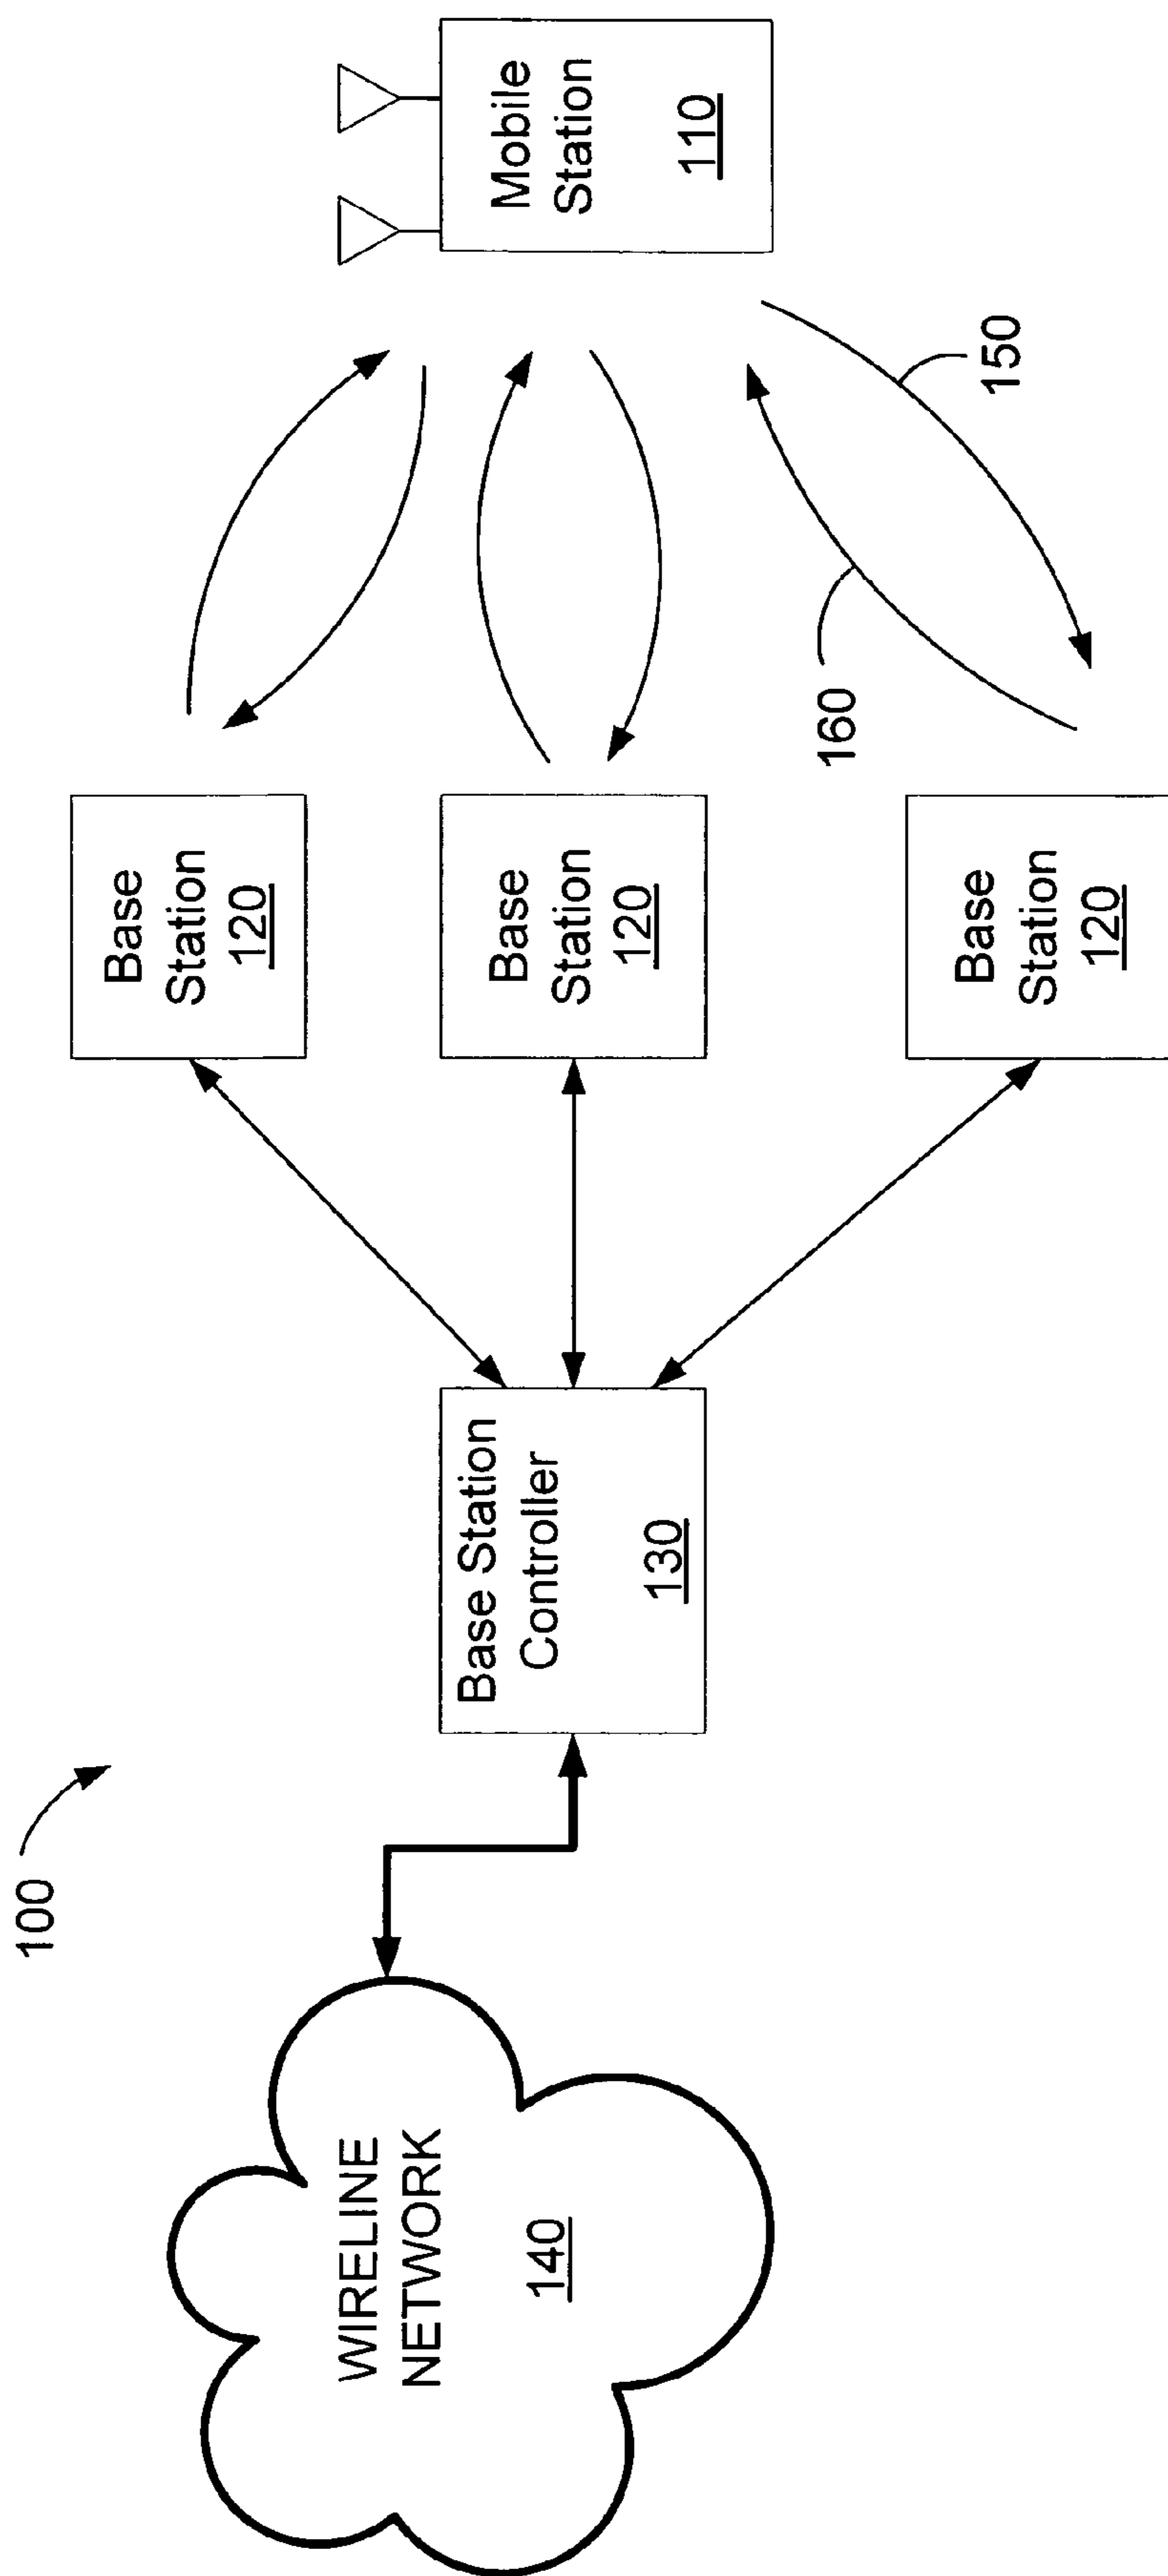 100
WIRELINE
NETWORK
140
Base Station
Controller
130
Base
Station
120
Base
Station
120
Base
Station
120
160
150
Mobile
Station
110